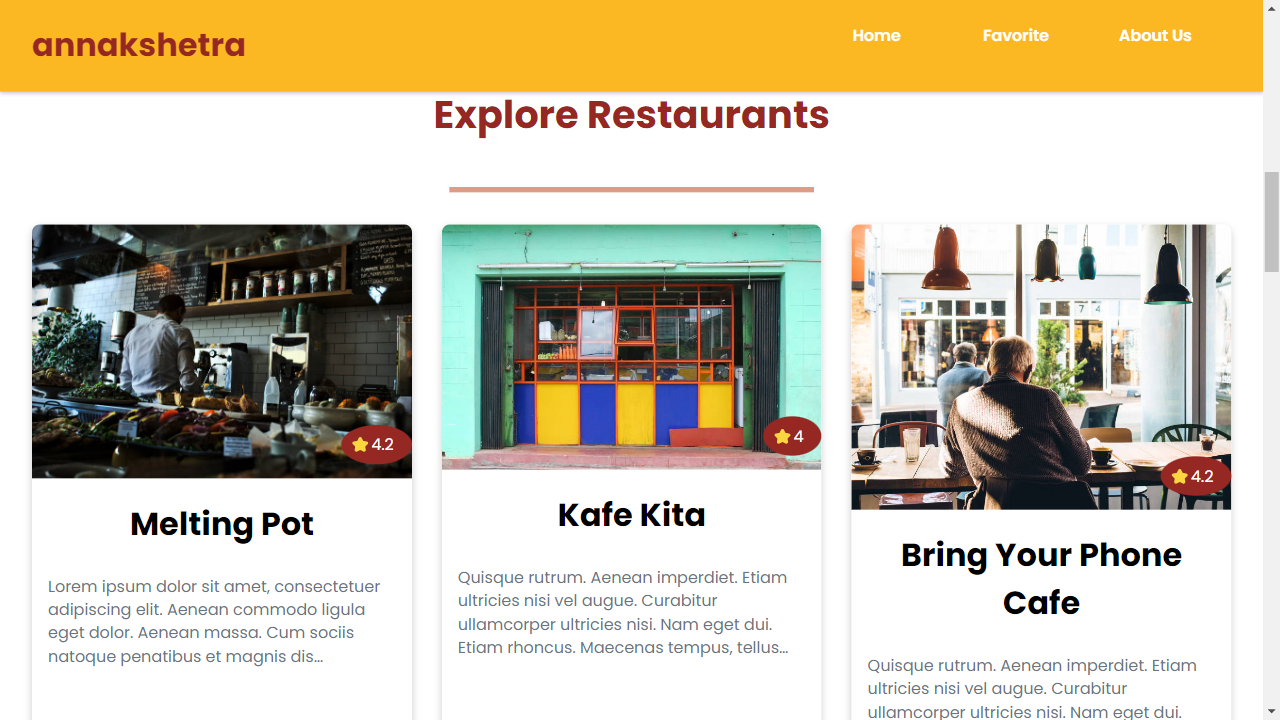 annakshetra
Home
Favorite
About Us
Explore Restaurants
4.2
4
4.2
7 4
Melting Pot
Lorem ipsum dolor sit amet, consectetuer
adipiscing elit. Aenean commodo ligula
eget dolor. Aenean massa. Cum sociis
natoque penatibus et magnis dis...
Kafe Kita
Quisque rutrum. Aenean imperdiet. Etiam
ultricies nisi vel augue. Curabitur
ullamcorper ultricies nisi. Nam eget dui.
Etiam rhoncus. Maecenas tempus, tellus...
Bring Your Phone
Cafe
Quisque rutrum. Aenean imperdiet. Etiam
ultricies nisi vel augue. Curabitur
ullamcorper ultricies nisi. Nam eget dui.